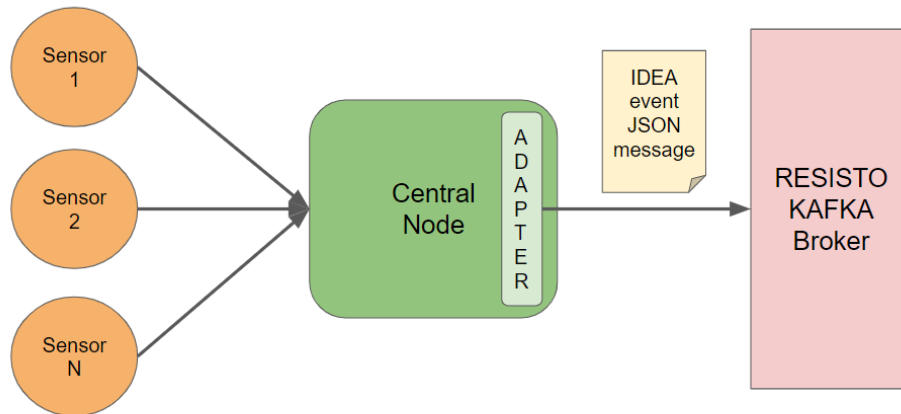 Sensor
1
Sensor
2
Sensor
N
Central
Node
A
D
A
P
T
E
R
IDEA
event
JSON
message
RESISTO
KAFKA
Broker